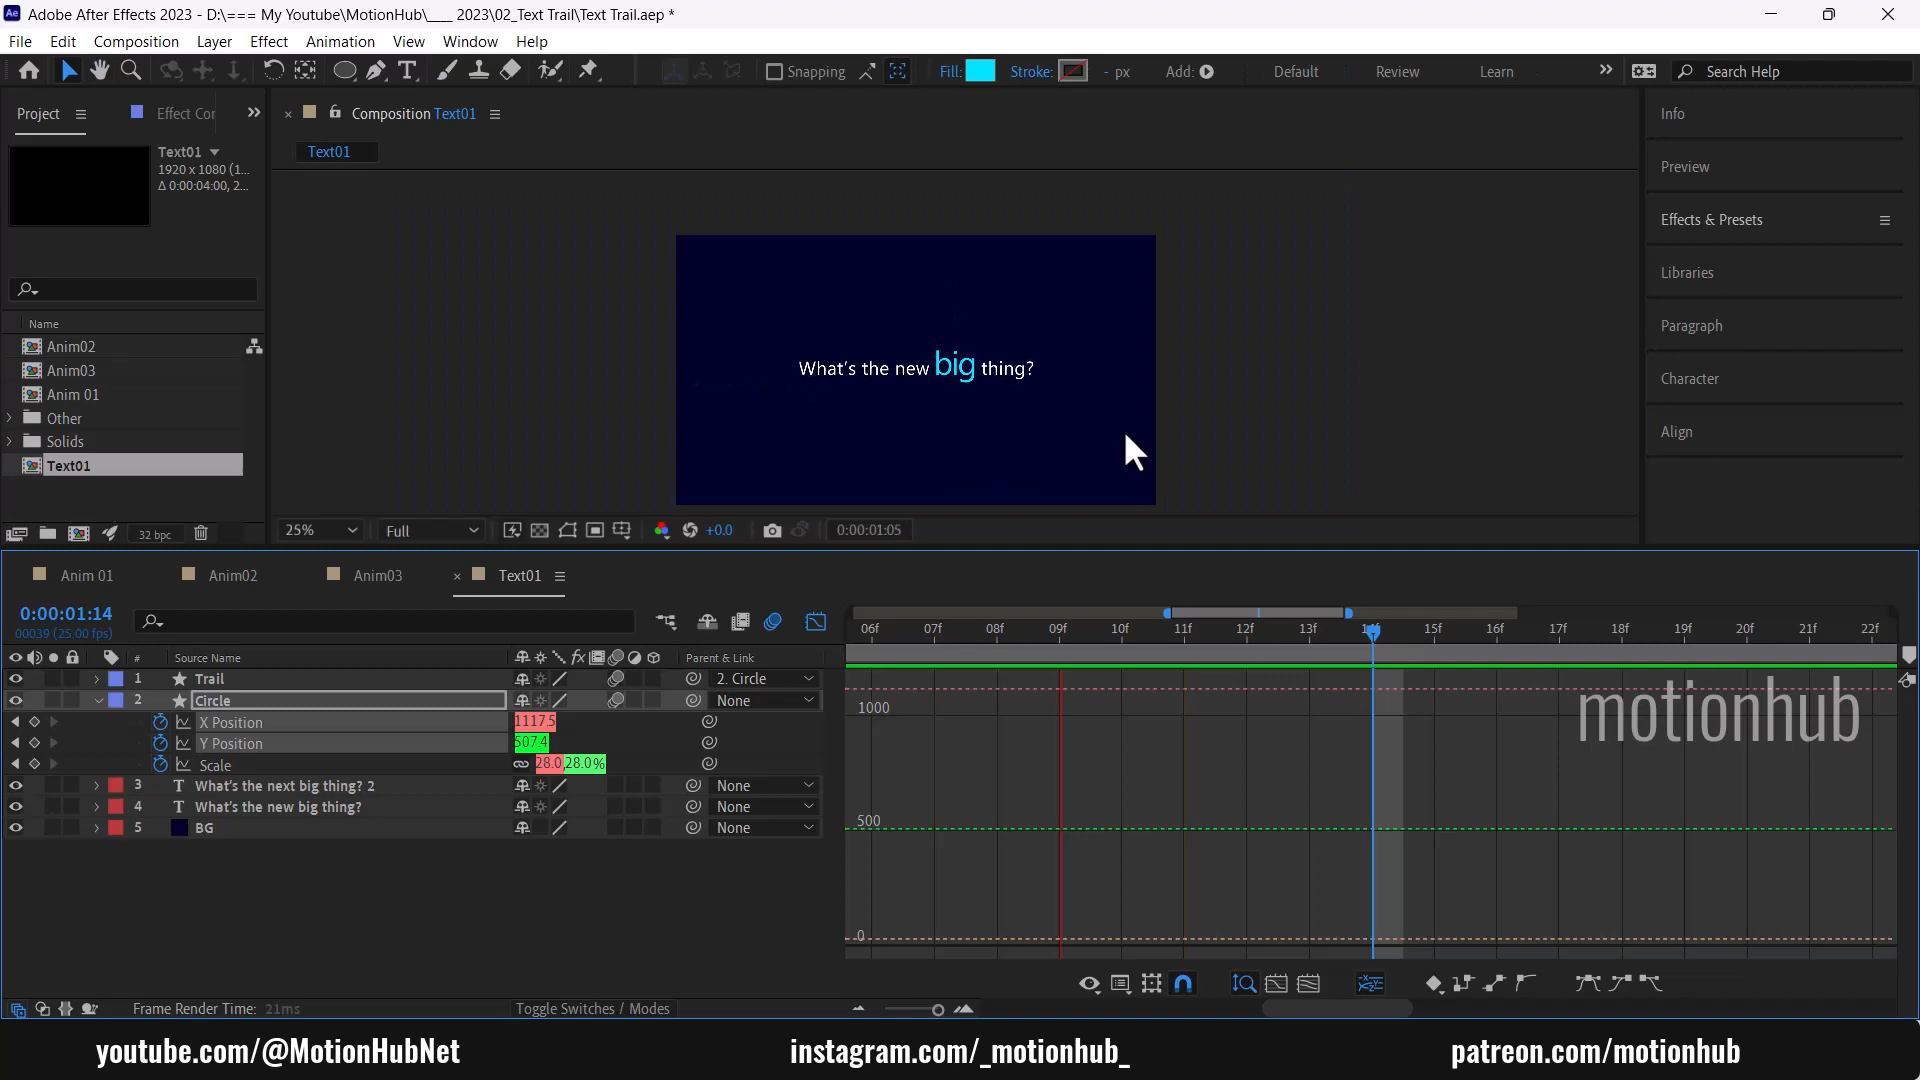 Adobe After Effects 2023 - D:\=== My Youtube\MotionHub\____ 2023\02_Text Trail\Text Trail.aep *
File Edit Composition Layer Effect Animation View Window Help
Snapping Fill: Stroke: - px Add: Default Review Learn Search Help
Project Effect Cor Composition Text01 Info
Text01
1920 x 1080 (1...
Δ 0:00:04:00, 2...
Text01
Preview
Effects & Presets
Libraries
Paragraph
Character
Align
Name
Anim02
Anim03
Anim 01
Other
Solids
Text01
What's the new big thing?
32 bpc
25% Full +0.0 0:00:01:05
Anim 01 Anim02 Anim03 Text01
0:00:01:14
00039 (25.00 fps)
06f 07f 08f 09f 10f 11f 12f 13f 14f 15f 16f 17f 18f 19f 20f 21f 22f
# Source Name Parent & Link
1 Trail 2. Circle
2 Circle None
X Position 1117.5
Y Position 507.4
Scale 28.0,28.0%
3 What's the next big thing? 2 None
4 What's the new big thing? None
5 BG None
1000
500
0
motionhub
Frame Render Time: 21ms Toggle Switches / Modes
youtube.com/@MotionHubNet instagram.com/_motionhub_ patreon.com/motionhub